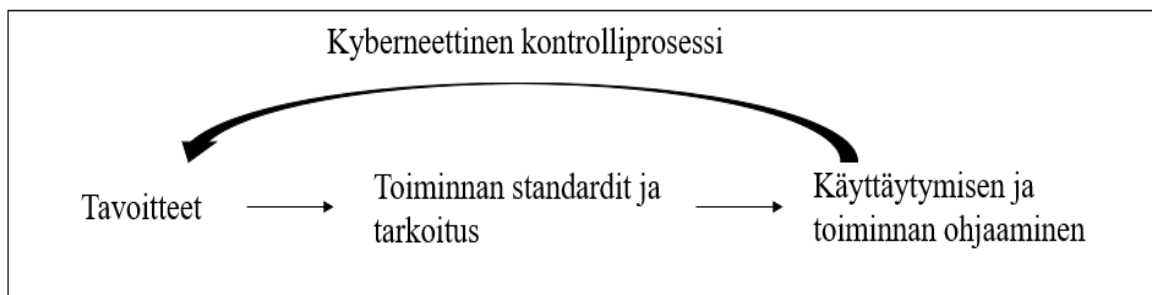 Kyberneettinen kontrolliprosessi
Tavoitteet
Toiminnan standardit ja
tarkoitus
Käyttäytymisen ja
toiminnan ohjaaminen